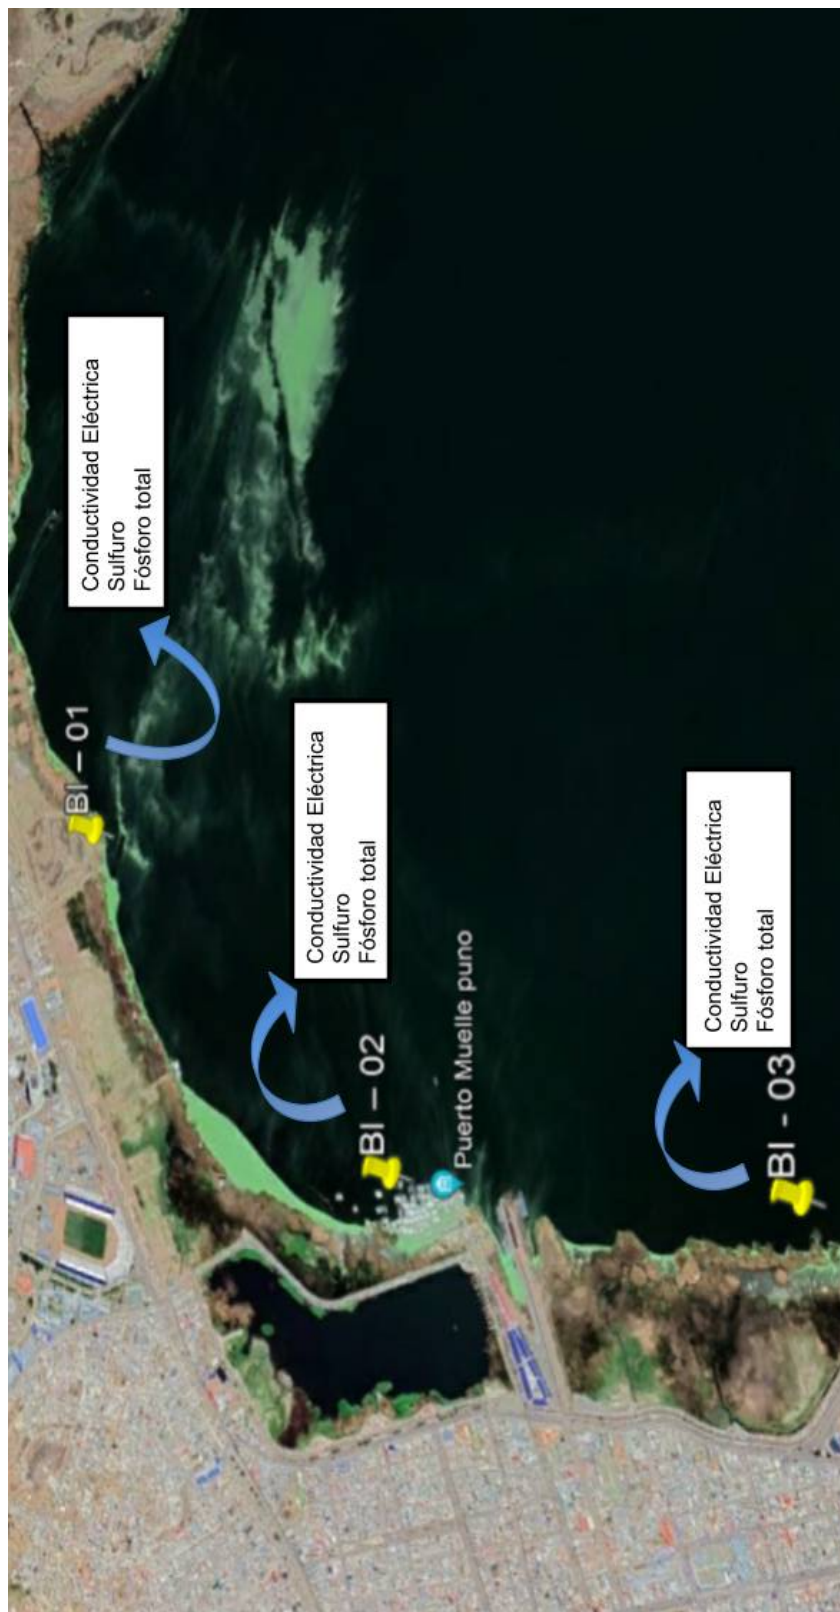 BI – 01
Conductividad Eléctrica
Sulfuro
Fósforo total
BI – 02
Conductividad Eléctrica
Sulfuro
Fósforo total
Puerto Muelle puno
BI - 03
Conductividad Eléctrica
Sulfuro
Fósforo total